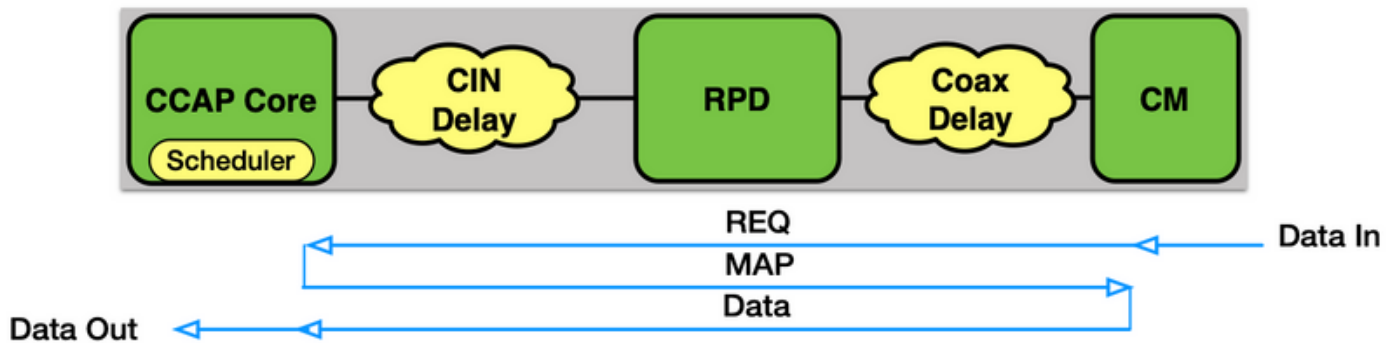 CCAP Core
Scheduler
CIN
Delay
RPD
Coax
Delay
CM
REQ
Data In
MAP
Data
Data Out